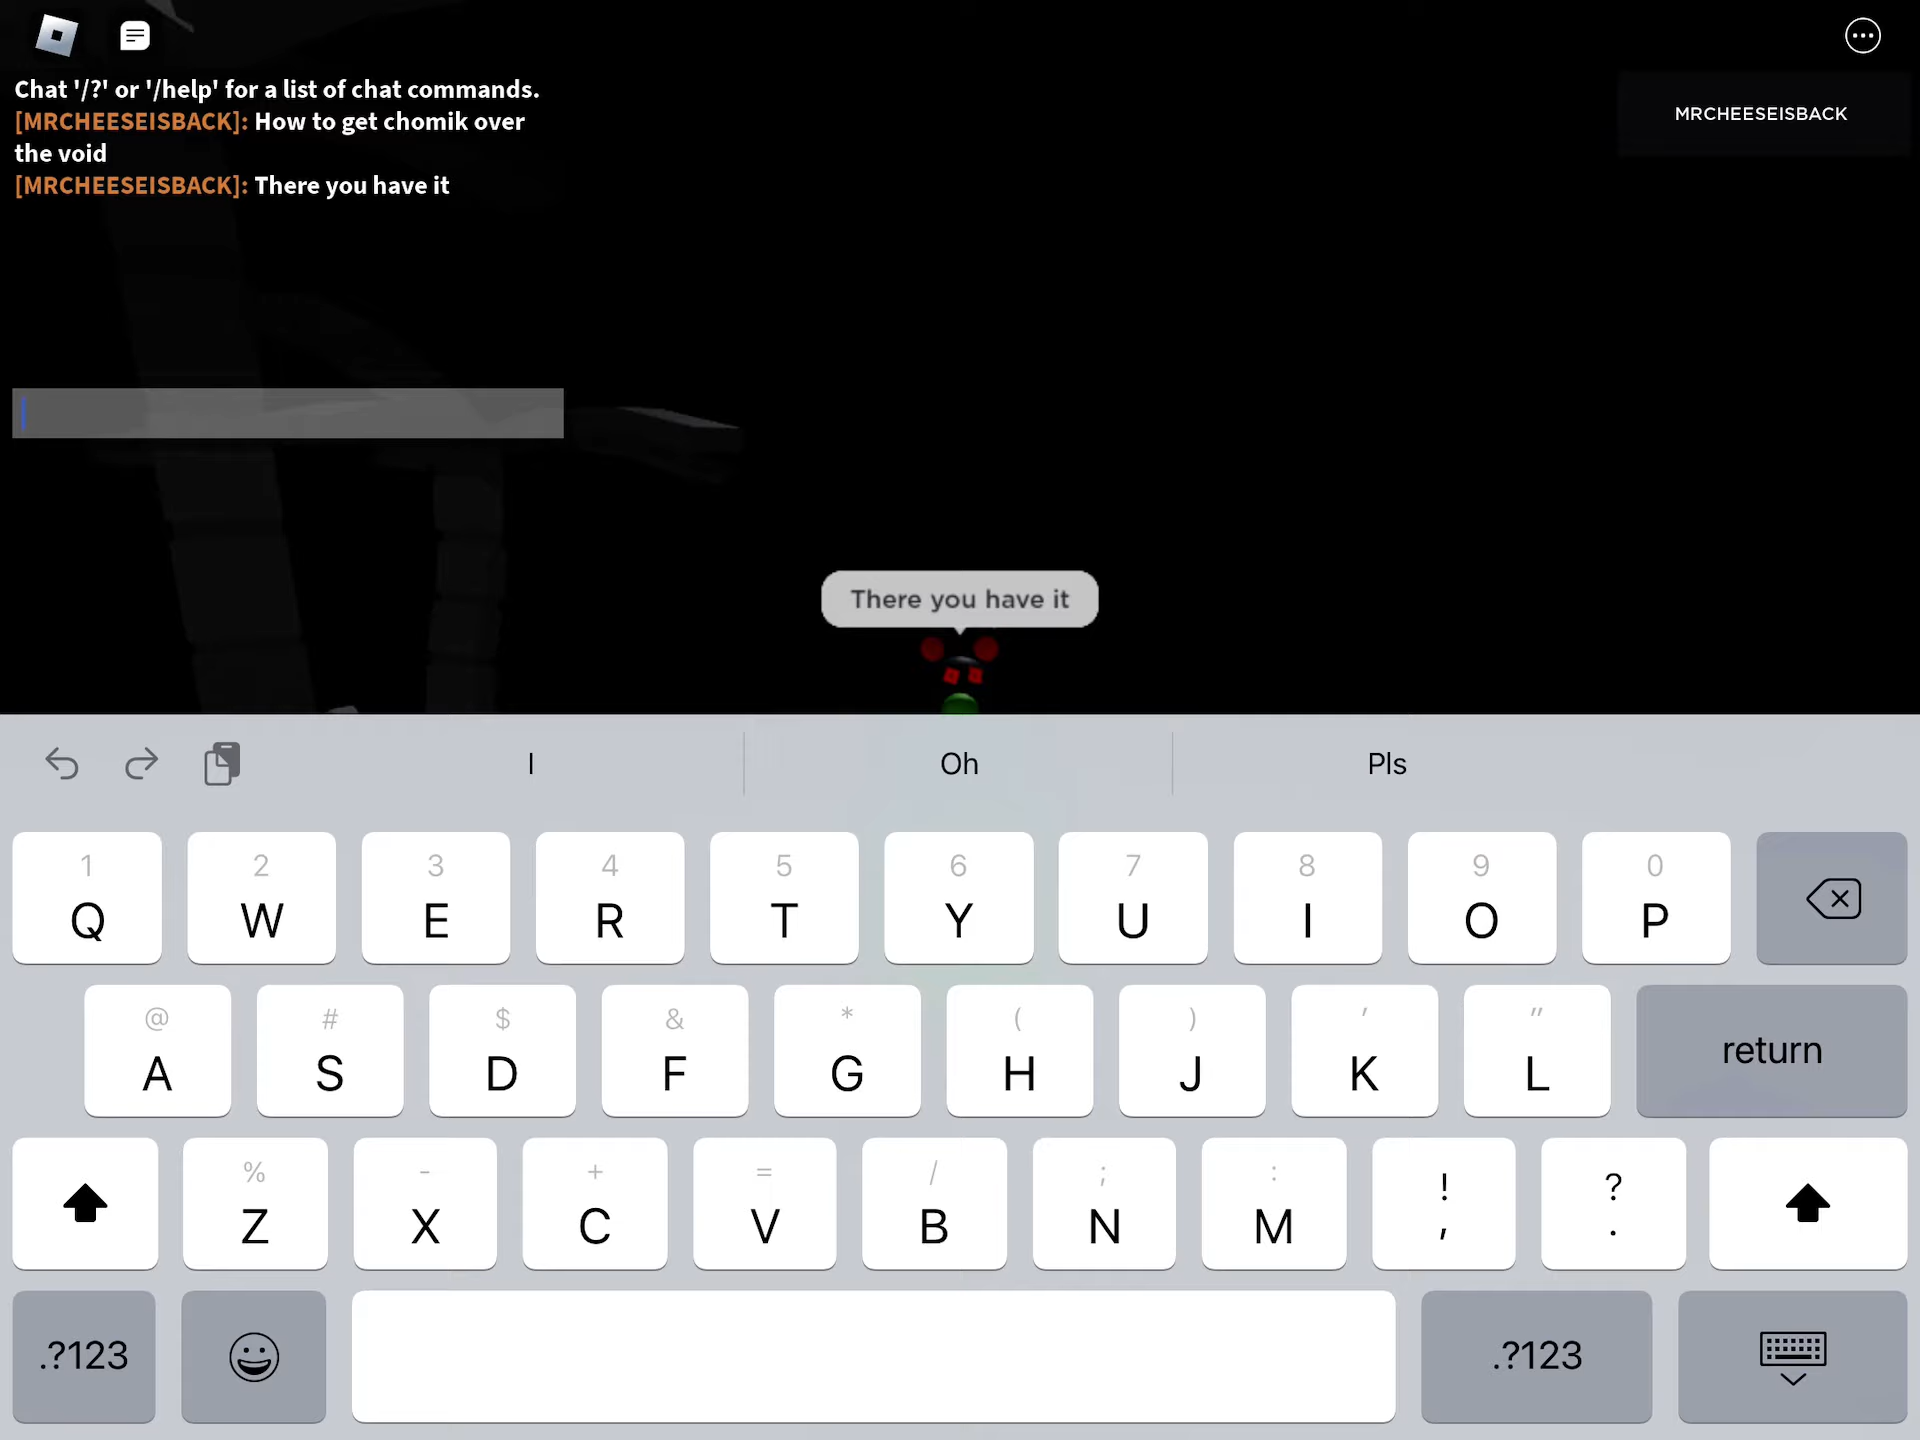 Chat '/?' or '/help' for a list of chat commands.
[MRCHEESEISBACK]: How to get chomik over
the void
[MRCHEESEISBACK]: There you have it
MRCHEESEISBACK
There you have it
I Oh Pls
1 2 3 4 5 6 7 8 9 0
Q W E R T Y U I O P
@ # $ & * ( ) ' "
A S D F G H J K L return
% - + = / ; : ! ?
Z X C V B N M , .
.?123 .?123